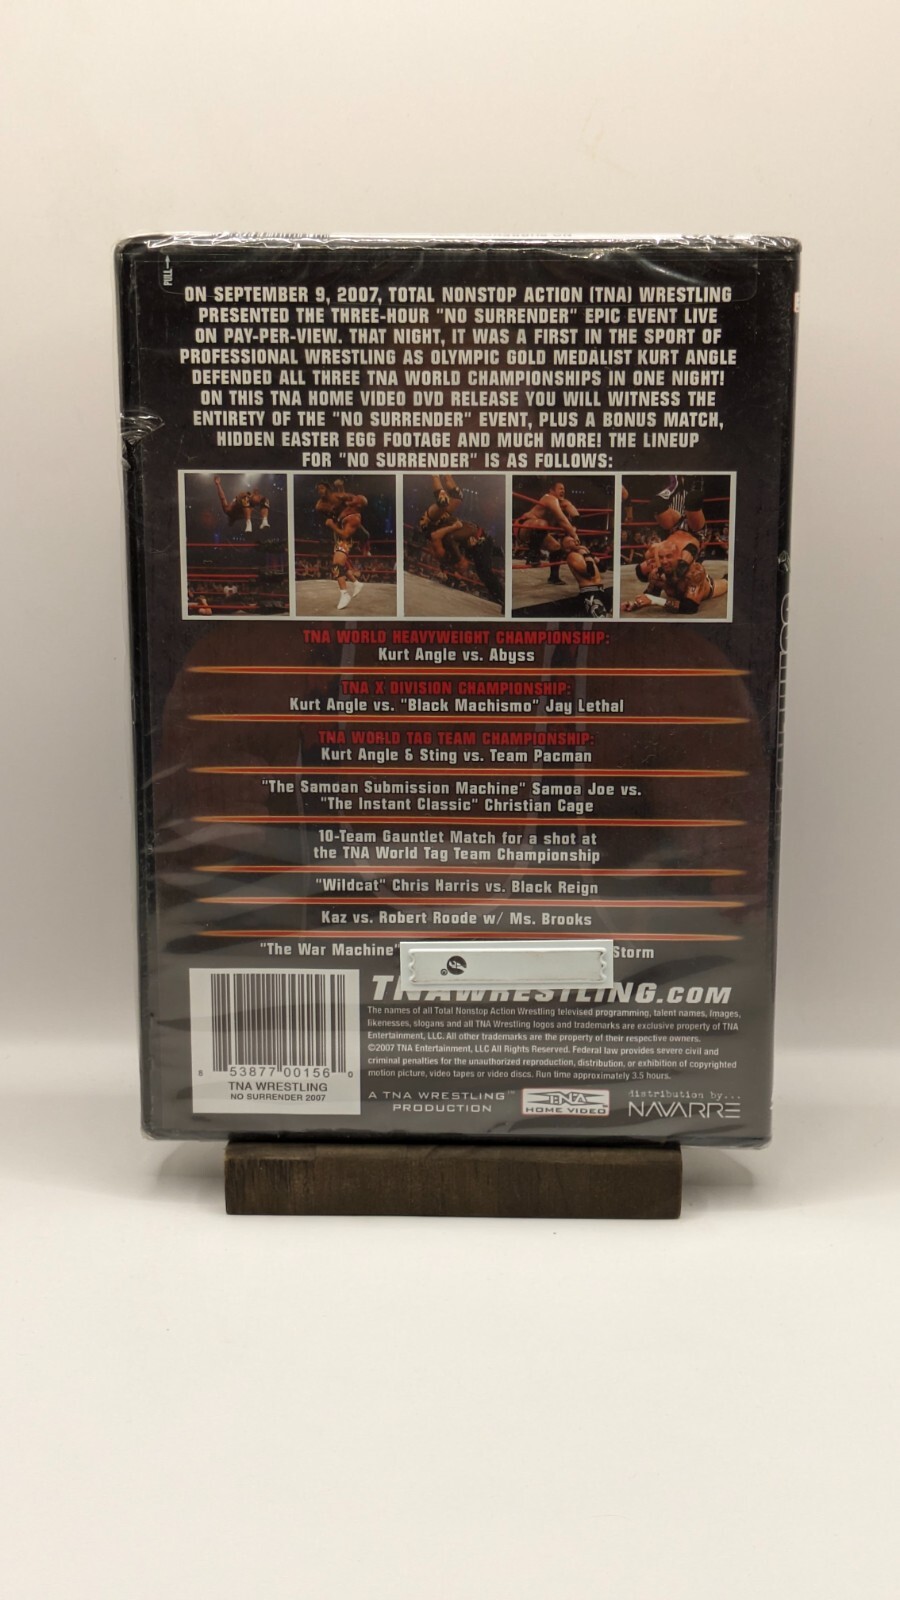 PULL→
ON SEPTEMBER 9, 2007, TOTAL NONSTOP ACTION (TNA) WRESTLING
PRESENTED THE THREE-HOUR "NO SURRENDER" EPIC EVENT LIVE
ON PAY-PER-VIEW. THAT NIGHT, IT WAS A FIRST IN THE SPORT OF
PROFESSIONAL WRESTLING AS OLYMPIC GOLD MEDALIST KURT ANGLE
DEFENDED ALL THREE TNA WORLD CHAMPIONSHIPS IN ONE NIGHT!
ON THIS TNA HOME VIDEO DVD RELEASE YOU WILL WITNESS THE
ENTIRETY OF THE "NO SURRENDER" EVENT, PLUS A BONUS MATCH,
HIDDEN EASTER EGG FOOTAGE AND MUCH MORE! THE LINEUP
FOR "NO SURRENDER" IS AS FOLLOWS:
TNA WORLD HEAVYWEIGHT CHAMPIONSHIP:
Kurt Angle vs. Abyss
TNA X DIVISION CHAMPIONSHIP:
Kurt Angle vs. "Black Machismo" Jay Lethal
TNA WORLD TAG TEAM CHAMPIONSHIP:
Kurt Angle & Sting vs. Team Pacman
"The Samoan Submission Machine" Samoa Joe vs.
"The Instant Classic" Christian Cage
10-Team Gauntlet Match for a shot at
the TNA World Tag Team Championship
"Wildcat" Chris Harris vs. Black Reign
Kaz vs. Robert Roode w/ Ms. Brooks
"The War Machine" Storm
TNAWRESTLING.COM
The names of all Total Nonstop Action Wrestling televised programming, talent names, images,
likenesses, slogans and all TNA Wrestling logos and trademarks are exclusive property of TNA
Entertainment, LLC. All other trademarks are the property of their respective owners.
©2007 TNA Entertainment, LLC All Rights Reserved. Federal law provides severe civil and
criminal penalties for the unauthorized reproduction, distribution, or exhibition of copyrighted
motion picture, video tapes or video discs. Run time approximately 3.5 hours.
8 53877 00156 0
TNA WRESTLING
NO SURRENDER 2007
A TNA WRESTLING™
PRODUCTION
TNA
HOME VIDEO
distribution by...
NAVARRE